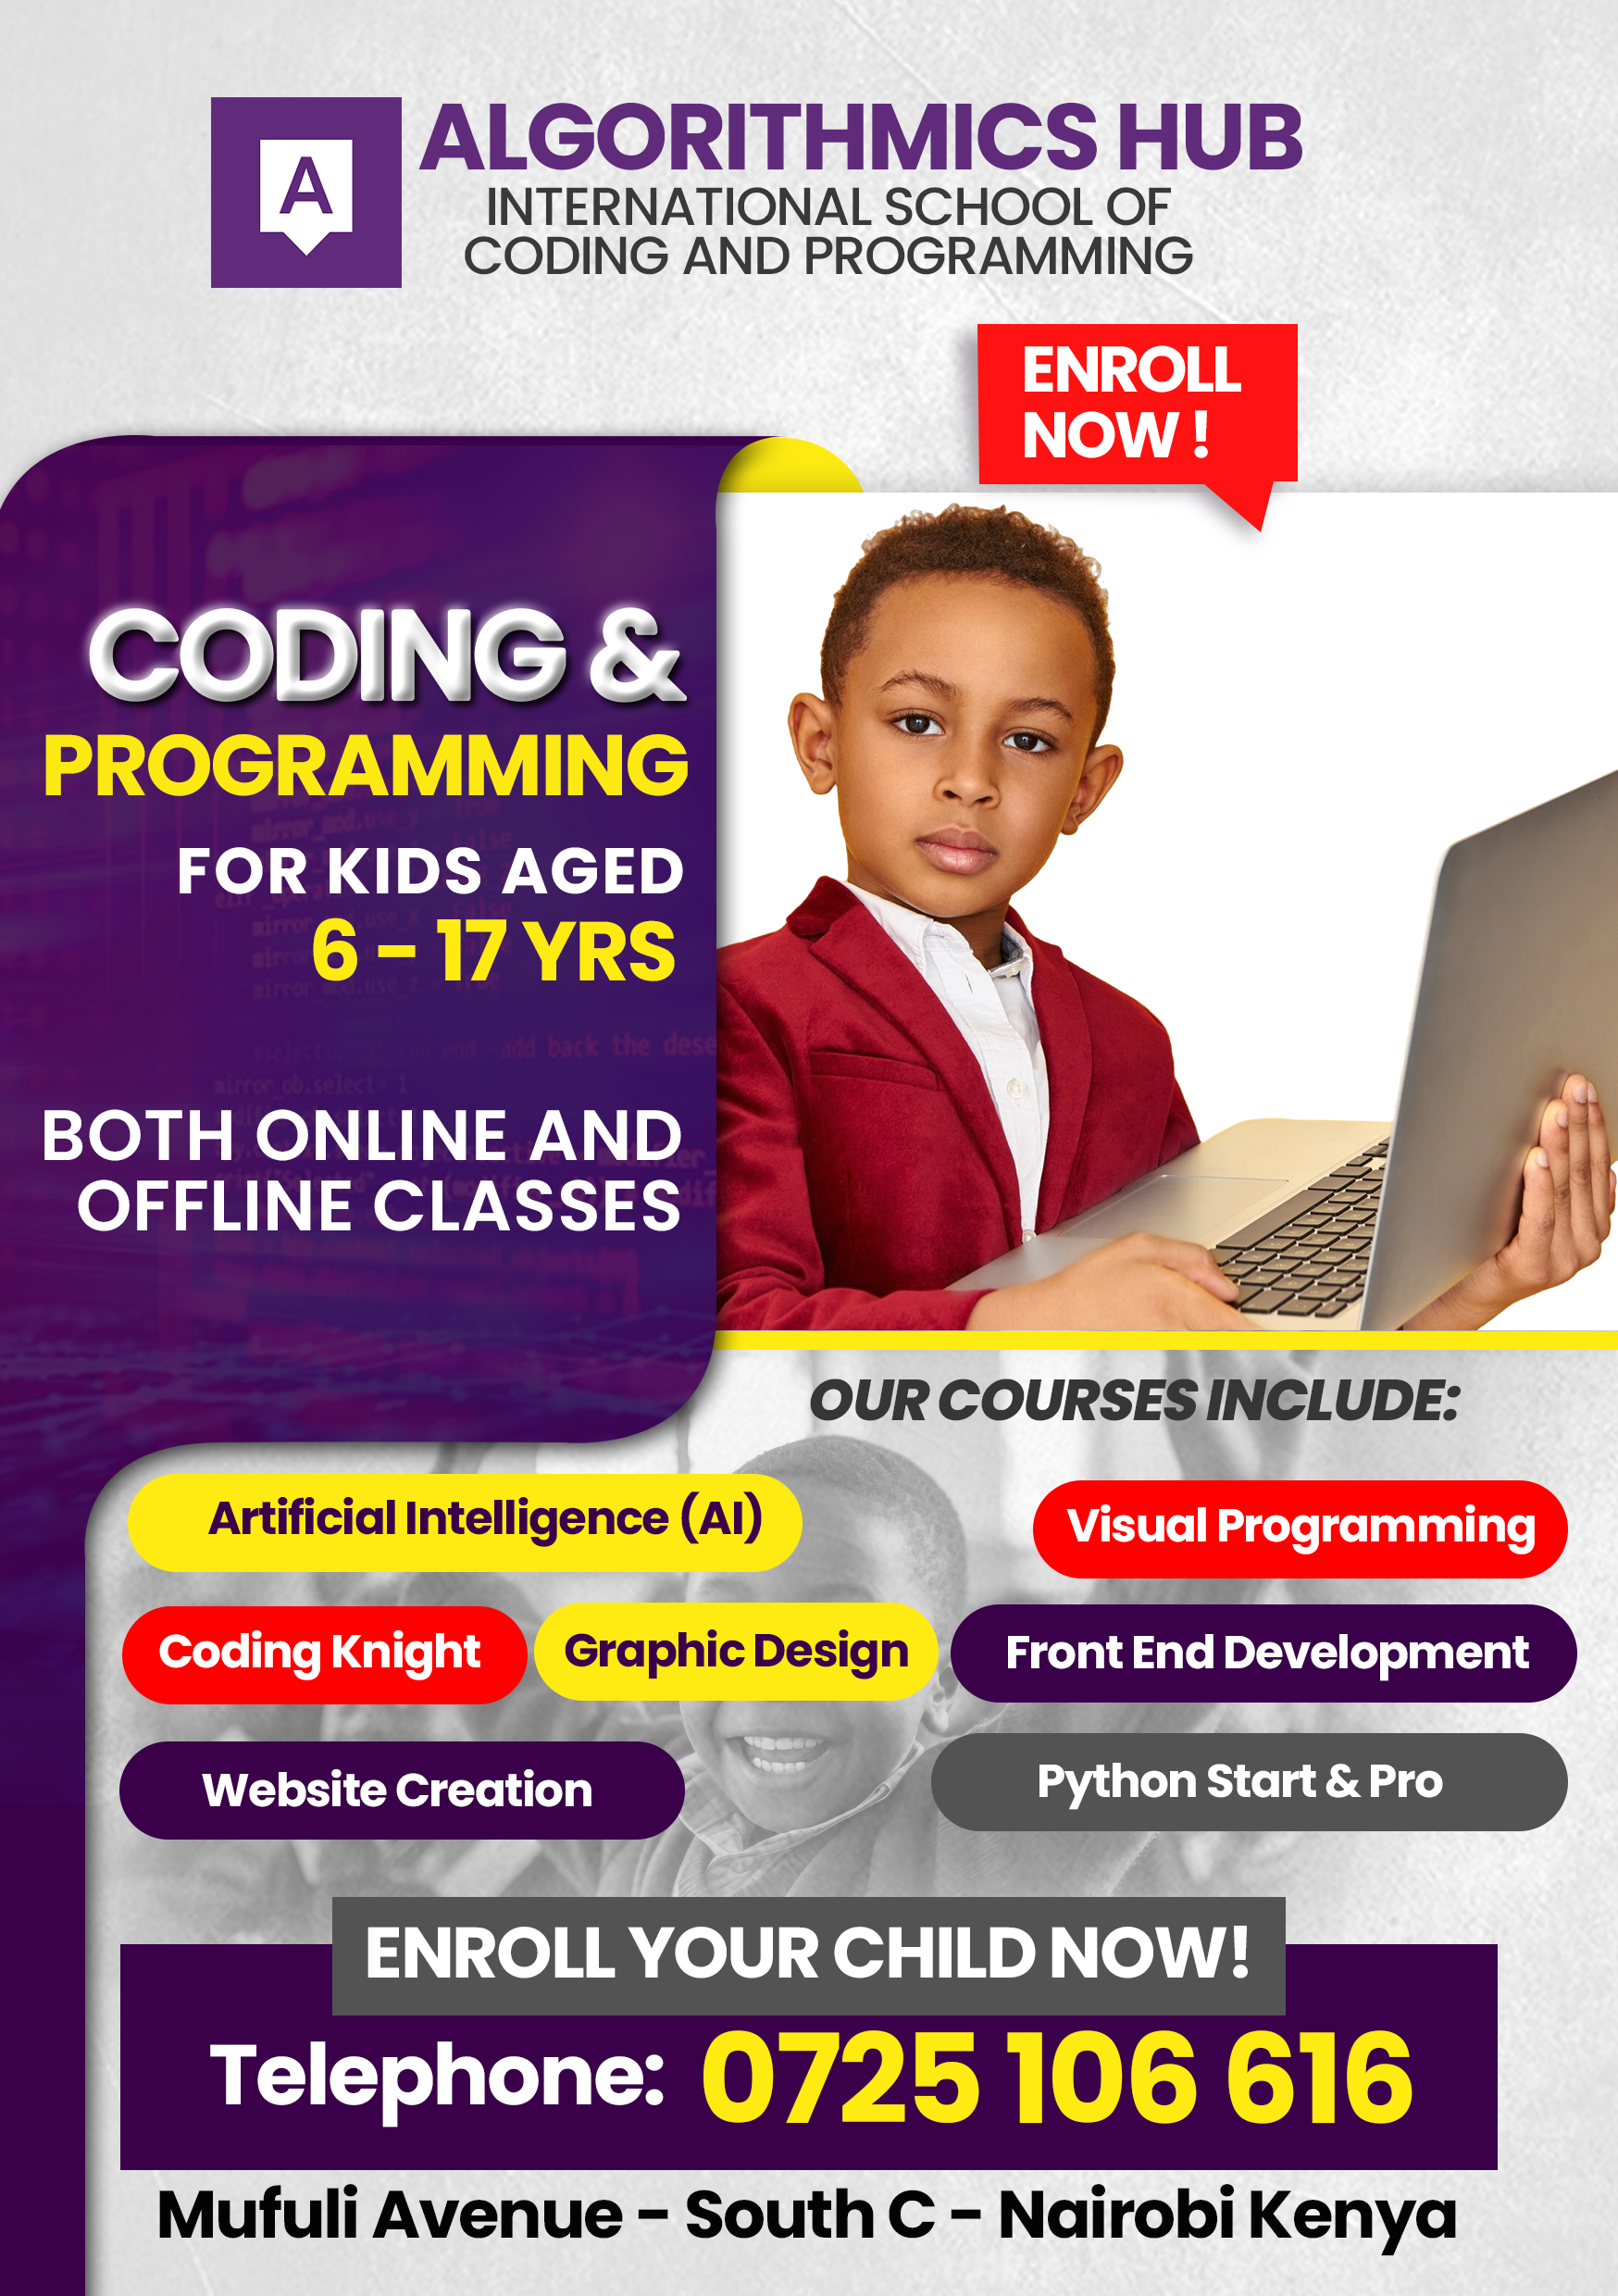 A
ALGORITHMICS HUB
INTERNATIONAL SCHOOL OF
CODING AND PROGRAMMING
ENROLL
NOW !
CODING &
PROGRAMMING
FOR KIDS AGED
6 - 17 YRS
BOTH ONLINE AND
OFFLINE CLASSES
OUR COURSES INCLUDE:
Artificial Intelligence (AI)
Visual Programming
Coding Knight
Graphic Design
Front End Development
Website Creation
Python Start & Pro
ENROLL YOUR CHILD NOW!
Telephone: 0725 106 616
Mufuli Avenue - South C - Nairobi Kenya